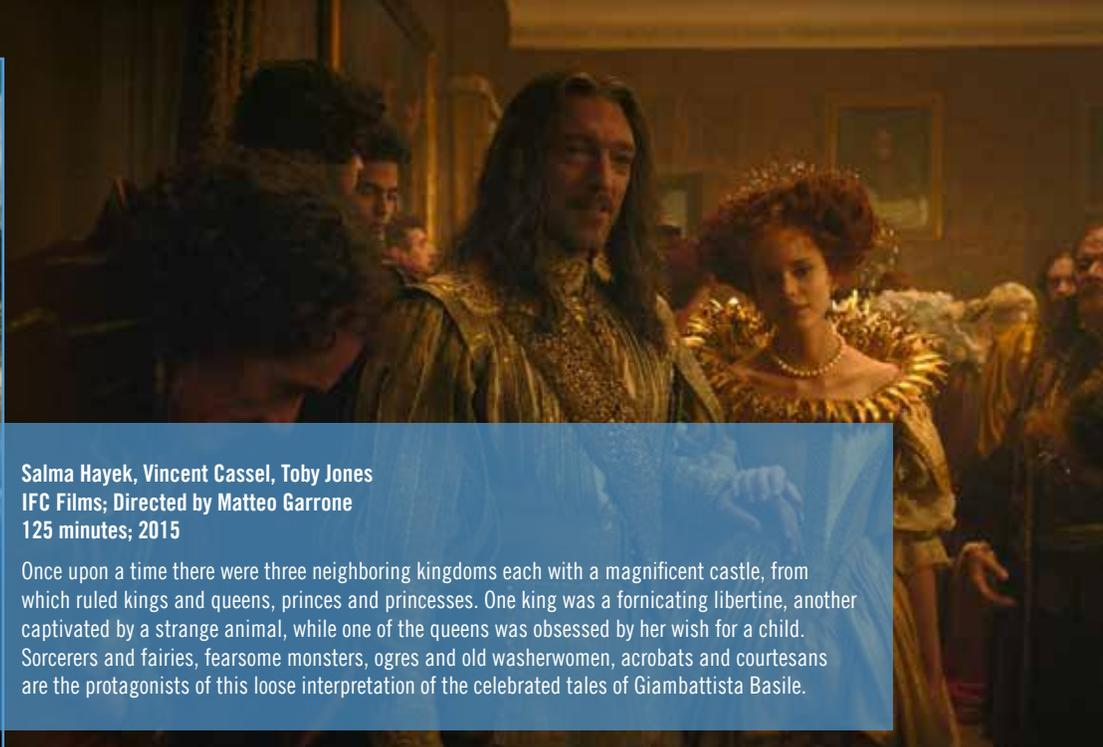 Salma Hayek, Vincent Cassel, Toby Jones
IFC Films; Directed by Matteo Garrone
125 minutes; 2015
Once upon a time there were three neighboring kingdoms each with a magnificent castle, from
which ruled kings and queens, princes and princesses. One king was a fornicating libertine, another
captivated by a strange animal, while one of the queens was obsessed by her wish for a child.
Sorcerers and fairies, fearsome monsters, ogres and old washerwomen, acrobats and courtesans
are the protagonists of this loose interpretation of the celebrated tales of Giambattista Basile.